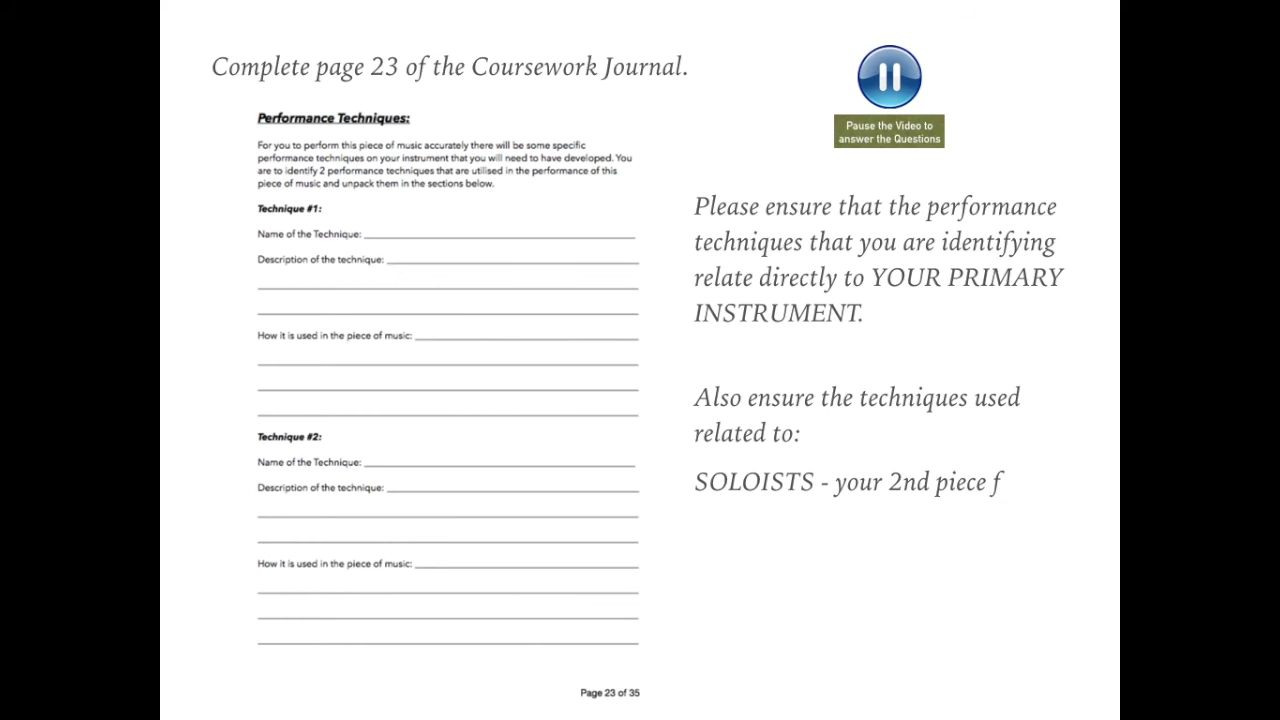 Complete page 23 of the Coursework Journal.
Performance Techniques:
For you to perform this piece of music accurately there will be some specific
performance techniques on your instrument that you will need to have developed. You
are to identify 2 performance techniques that are utilised in the performance of this
piece of music and unpack them in the sections below.
Technique #1:
Name of the Technique:
Description of the technique:
How it is used in the piece of music:
Technique #2:
Name of the Technique:
Description of the technique:
How it is used in the piece of music:
Page 23 of 35
Pause the Video to
answer the Questions
Please ensure that the performance
techniques that you are identifying
relate directly to YOUR PRIMARY
INSTRUMENT.
Also ensure the techniques used
related to:
SOLOISTS - your 2nd piece f